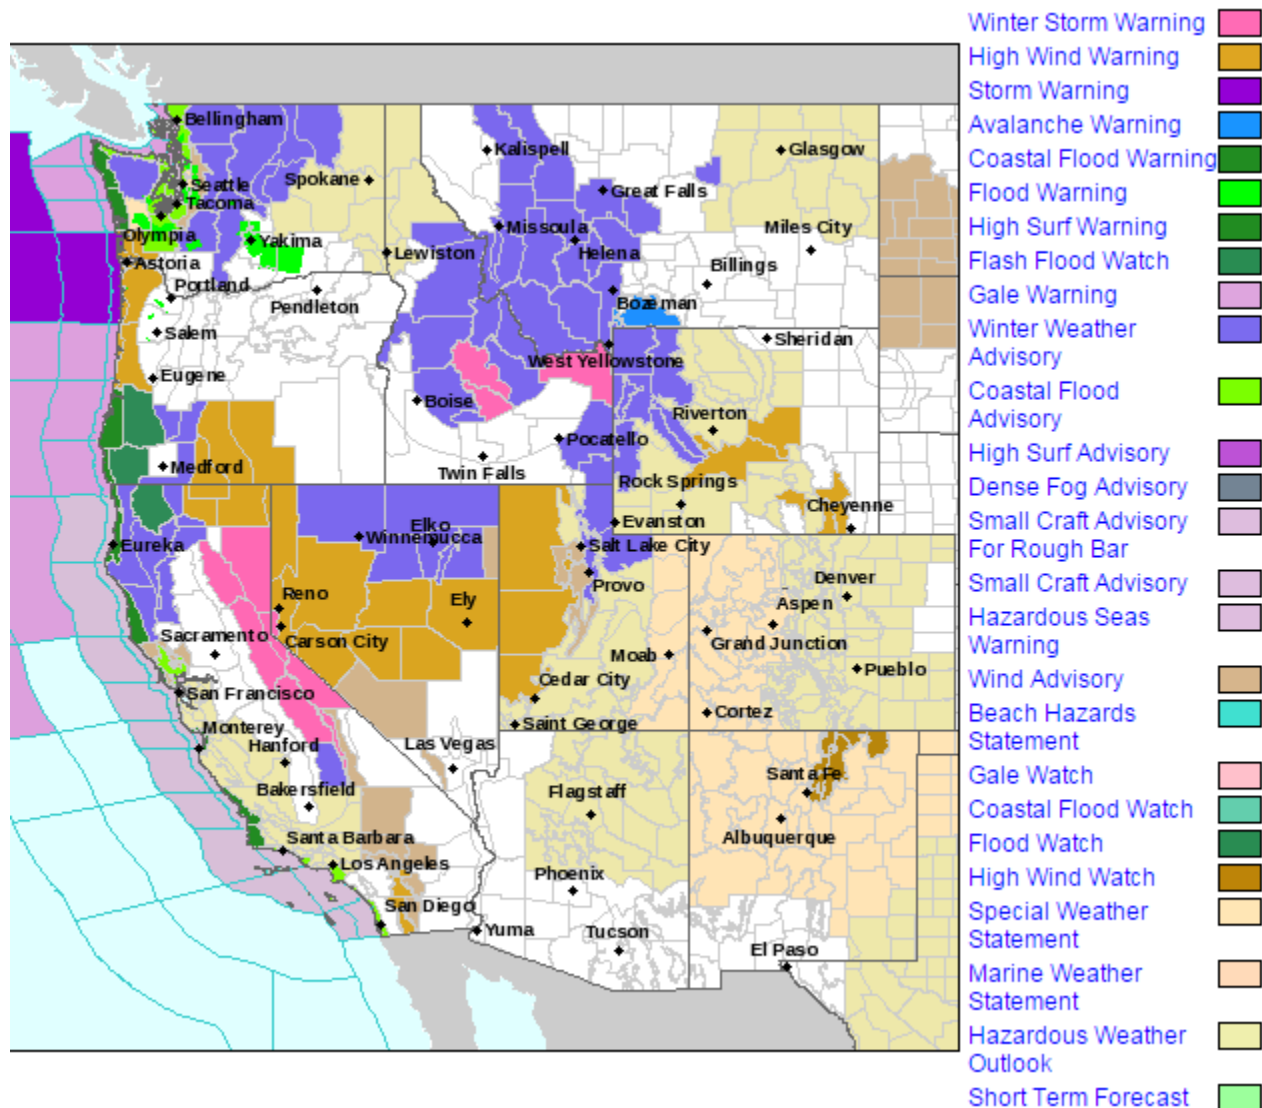 Winter Storm Warning
High Wind Warning
Storm Warning
Avalanche Warning
Coastal Flood Warning
Flood Warning
High Surf Warning
Flash Flood Watch
Gale Warning
Winter Weather
Advisory
Coastal Flood
Advisory
High Surf Advisory
Dense Fog Advisory
Small Craft Advisory
For Rough Bar
Small Craft Advisory
Hazardous Seas
Warning
Wind Advisory
Beach Hazards
Statement
Gale Watch
Coastal Flood Watch
Flood Watch
High Wind Watch
Special Weather
Statement
Marine Weather
Statement
Hazardous Weather
Outlook
Short Term Forecast
Bellingham
Kalispell
Glasgow
Spokane
Seattle
Great Falls
Tacoma
Missoula
Miles City
Olympia
Yakima
Lewiston
Helena
Astoria
Billings
Portland
Pendleton
Bozeman
Salem
Sheridan
West Yellowstone
Eugene
Boise
Riverton
Pocatello
Medford
Twin Falls
Rock Springs
Cheyenne
Elko
Evanston
Winnemucca
Eureka
Salt Lake City
Provo
Denver
Reno
Ely
Aspen
Sacramento
Carson City
Grand Junction
Moab
Pueblo
Cedar City
San Francisco
Cortez
Saint George
Monterey
Hanford
Las Vegas
Santa Fe
Bakersfield
Flagstaff
Santa Barbara
Albuquerque
Los Angeles
Phoenix
San Diego
Yuma
Tucson
El Paso